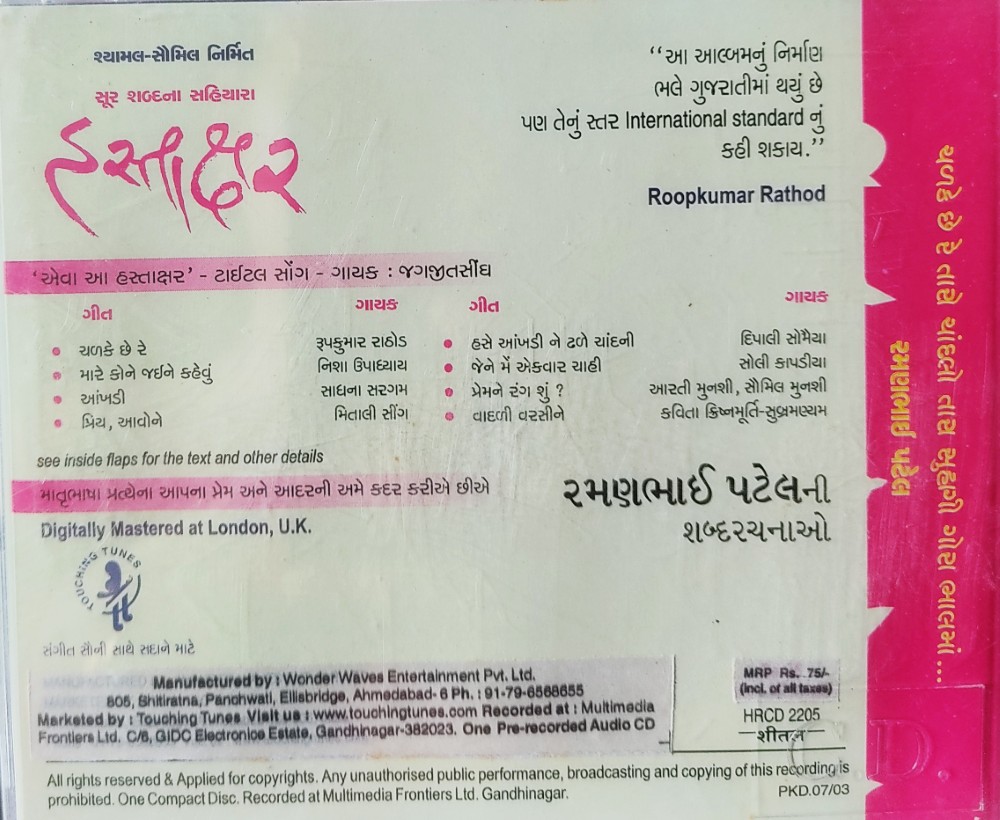 શ્યામલ-સૌમિલ નિર્મિત
સૂર શબ્દના સહિયારા
હસ્તાક્ષર
“આ આલ્બમનું નિર્માણ
ભલે ગુજરાતીમાં થયું છે
પણ તેનું સ્તર International standard નું
કહી શકાય.”
Roopkumar Rathod
‘એવા આ હસ્તાક્ષર’ - ટાઈટલ સોંગ - ગાયક : જગજીતસીંઘ
ગીત ગાયક
ચળકે છે રે રૂપકુમાર રાઠોડ
મારે કોને જઈને કહેવું નિશા ઉપાધ્યાય
આંખડી સાધના સરગમ
પ્રિય, આવોને મિતાલી સીંગ
ગીત ગાયક
હસે આંખડી ને ઢળે ચાંદની દિપાલી સોમૈયા
જેને મેં એકવાર ચાહી સોલી કાપડીયા
પ્રેમને રંગ શું ? આરતી મુનશી, સૌમિલ મુનશી
વાદળી વરસીને કવિતા ક્રિષ્નમૂર્તિ-સુબ્રમણ્યમ
see inside flaps for the text and other details
માતૃભાષા પ્રત્યેના આપના પ્રેમ અને આદરની અમે કદર કરીએ છીએ
Digitally Mastered at London, U.K.
TOUCHING TUNES
સંગીત સૌની સાથે સદાને માટે
રમણભાઈ પટેલની
શબ્દરચનાઓ
Manufactured by : Wonder Waves Entertainment Pvt. Ltd.
805, Shitiratna, Panchwati, Ellisbridge, Ahmedabad- 6 Ph. : 91-79-6568655
Marketed by : Touching Tunes Visit us : www.touchingtunes.com Recorded at : Multimedia
Frontiers Ltd. C/6, GIDC Electronics Estate, Gandhinagar-382023. One Pre-recorded Audio CD
MRP Rs. 75/-
(incl. of all taxes)
HRCD 2205
શીતલ
All rights reserved & Applied for copyrights. Any unauthorised public performance, broadcasting and copying of this recording is
prohibited. One Compact Disc. Recorded at Multimedia Frontiers Ltd. Gandhinagar.
PKD.07/03
ચળકે છે રે તારો ચાંદલો તારા સુહાગી ગોરા ભાલમાં...
રમણભાઈ પટેલ